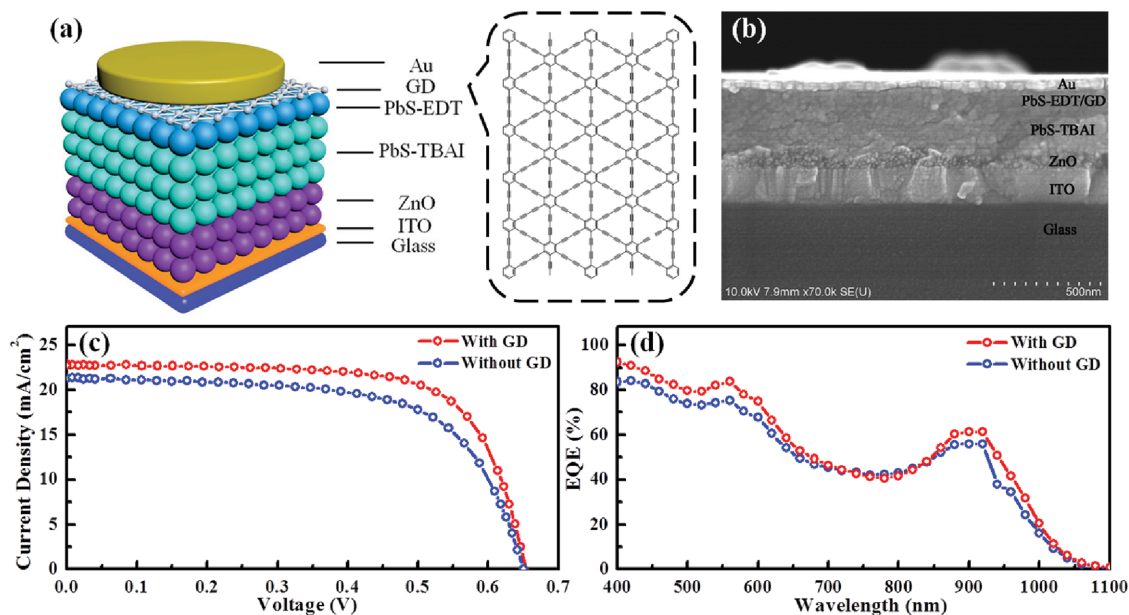 (a)
Au
GD
PbS-EDT
PbS-TBAI
ZnO
ITO
Glass
(b)
Au
PbS-EDT/GD
PbS-TBAI
ZnO
ITO
Glass
10.0kV 7.9mm x70.0k SE(U)
500nm
(c)
With GD
Without GD
Current Density (mA/cm²)
25
20
15
10
5
0
0.0 0.1 0.2 0.3 0.4 0.5 0.6 0.7
Voltage (V)
(d)
With GD
Without GD
EQE (%)
100
80
60
40
20
0
400 500 600 700 800 900 1000 1100
Wavelength (nm)